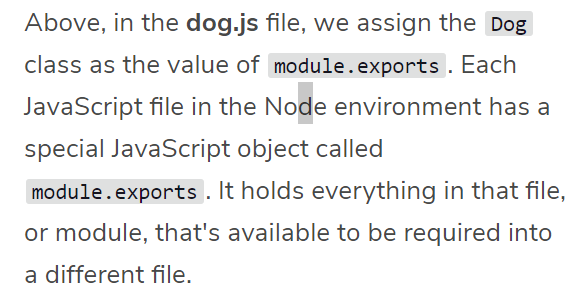 Above, in the dog.js file, we assign the Dog
class as the value of module.exports. Each
JavaScript file in the Node environment has a
special JavaScript object called
module.exports. It holds everything in that file,
or module, that's available to be required into
a different file.